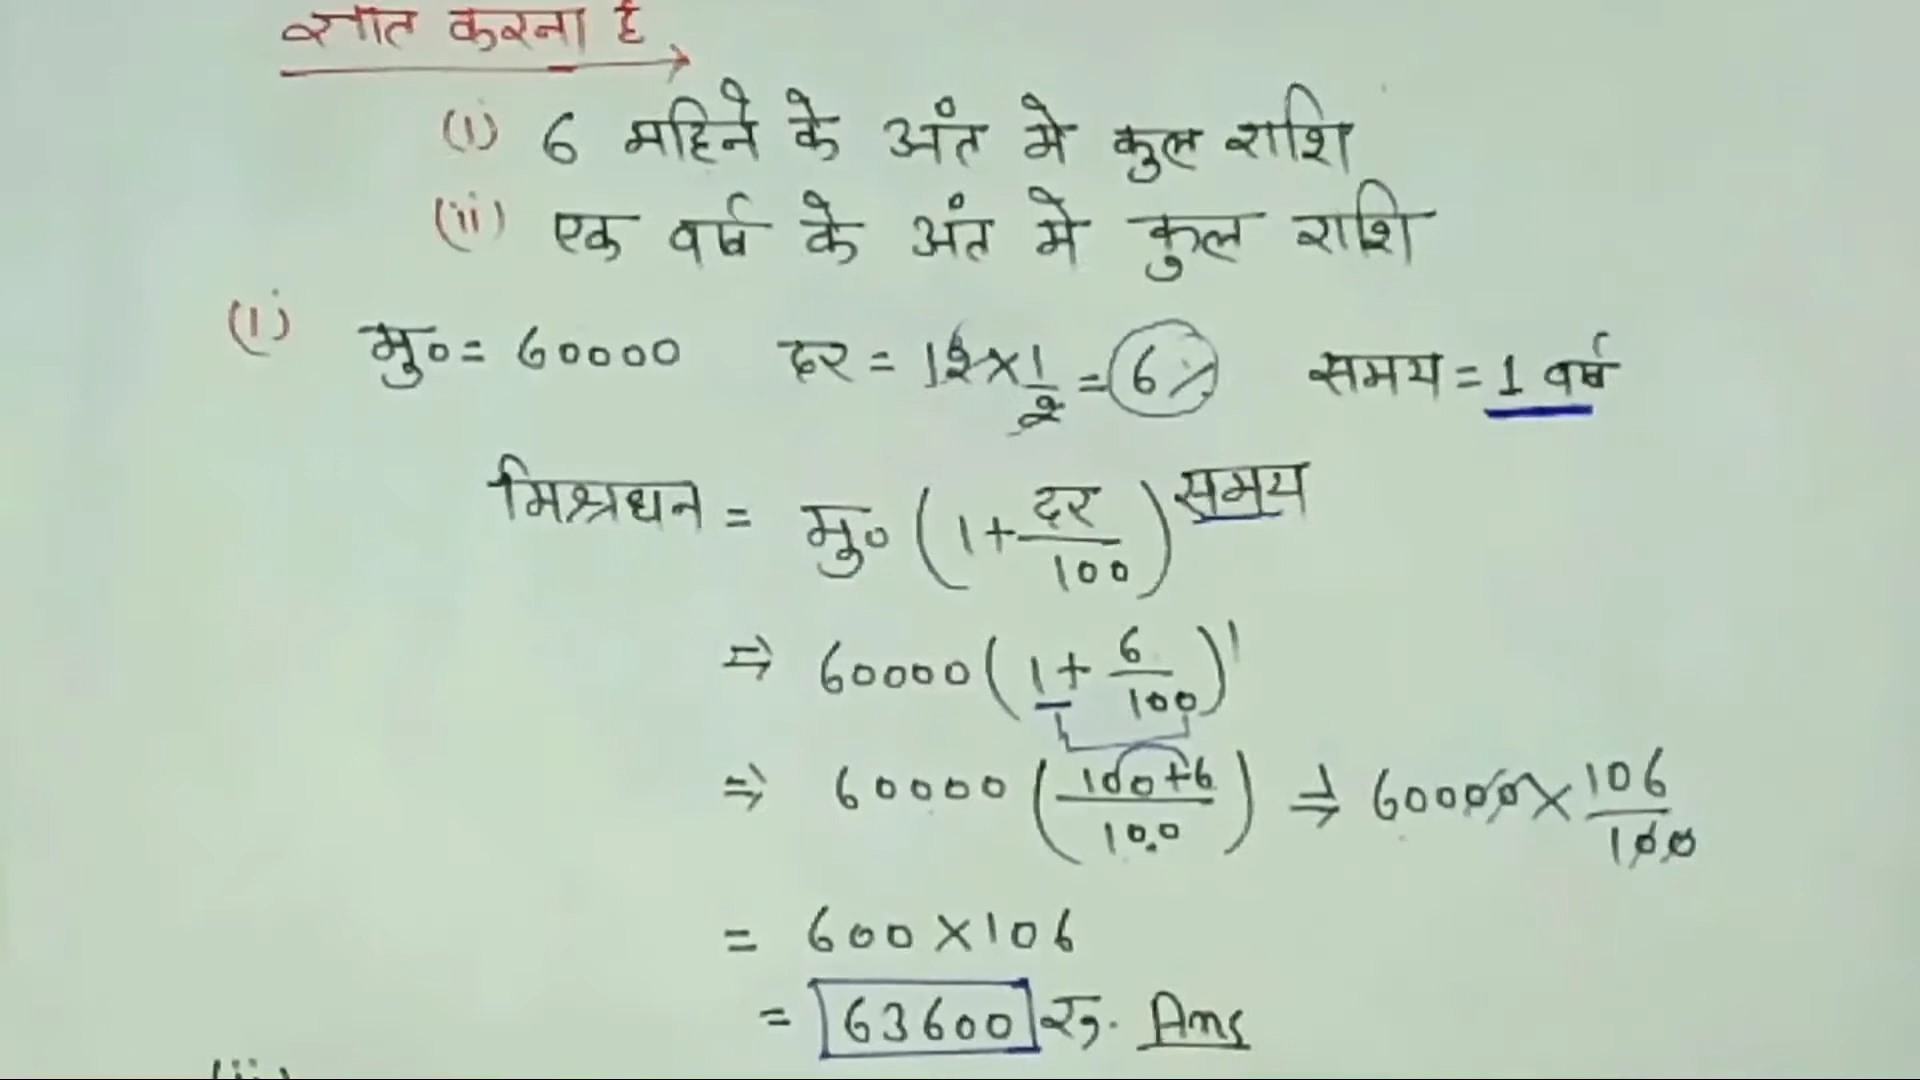 ज्ञात करना है
(i) 6 महिने के अंत मे कुल राशि
(ii) एक वर्ष के अंत मे कुल राशि
(i) मु० = 60000 दर = 12 × 1/2 = 6% समय = 1 वर्ष
मिश्रधन = मु० (1 + दर/100)^समय
⇒ 60000 (1 + 6/100)^1
⇒ 60000 (100+6/100) ⇒ 60000 × 106/100
= 600 × 106
= 63600 रु. Ans